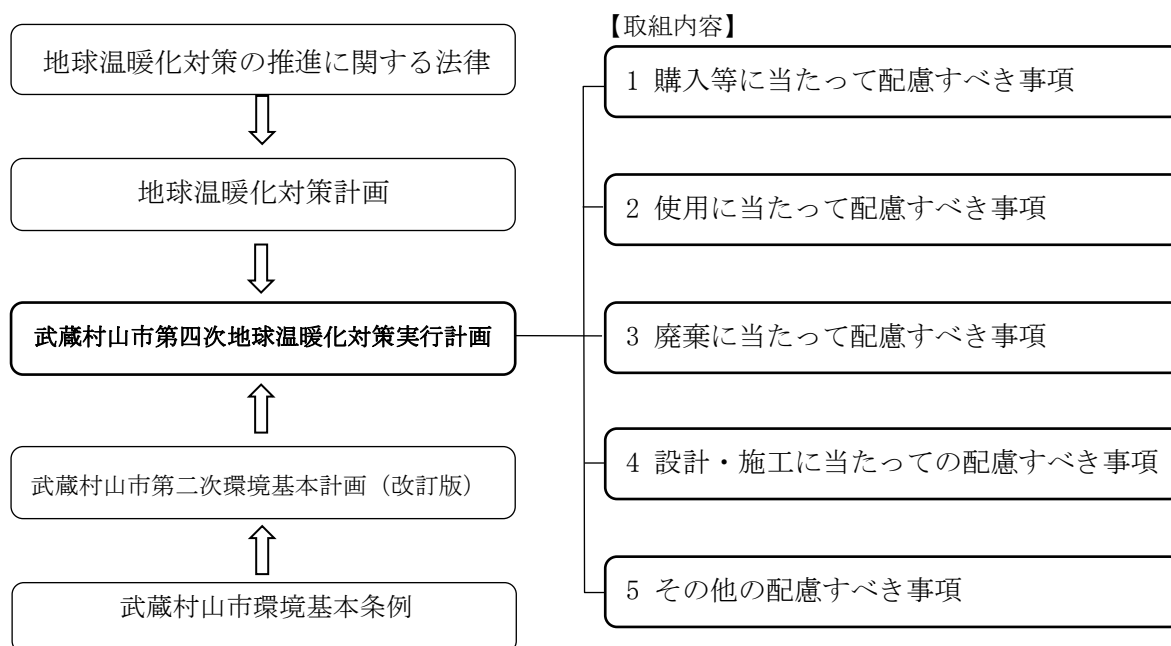 地球温暖化対策の推進に関する法律
地球温暖化対策計画
武蔵村山市第四次地球温暖化対策実行計画
武蔵村山市第二次環境基本計画（改訂版）
武蔵村山市環境基本条例
【取組内容】
1 購入等に当たって配慮すべき事項
2 使用に当たって配慮すべき事項
3 廃棄に当たって配慮すべき事項
4 設計・施工に当たっての配慮すべき事項
5 その他の配慮すべき事項